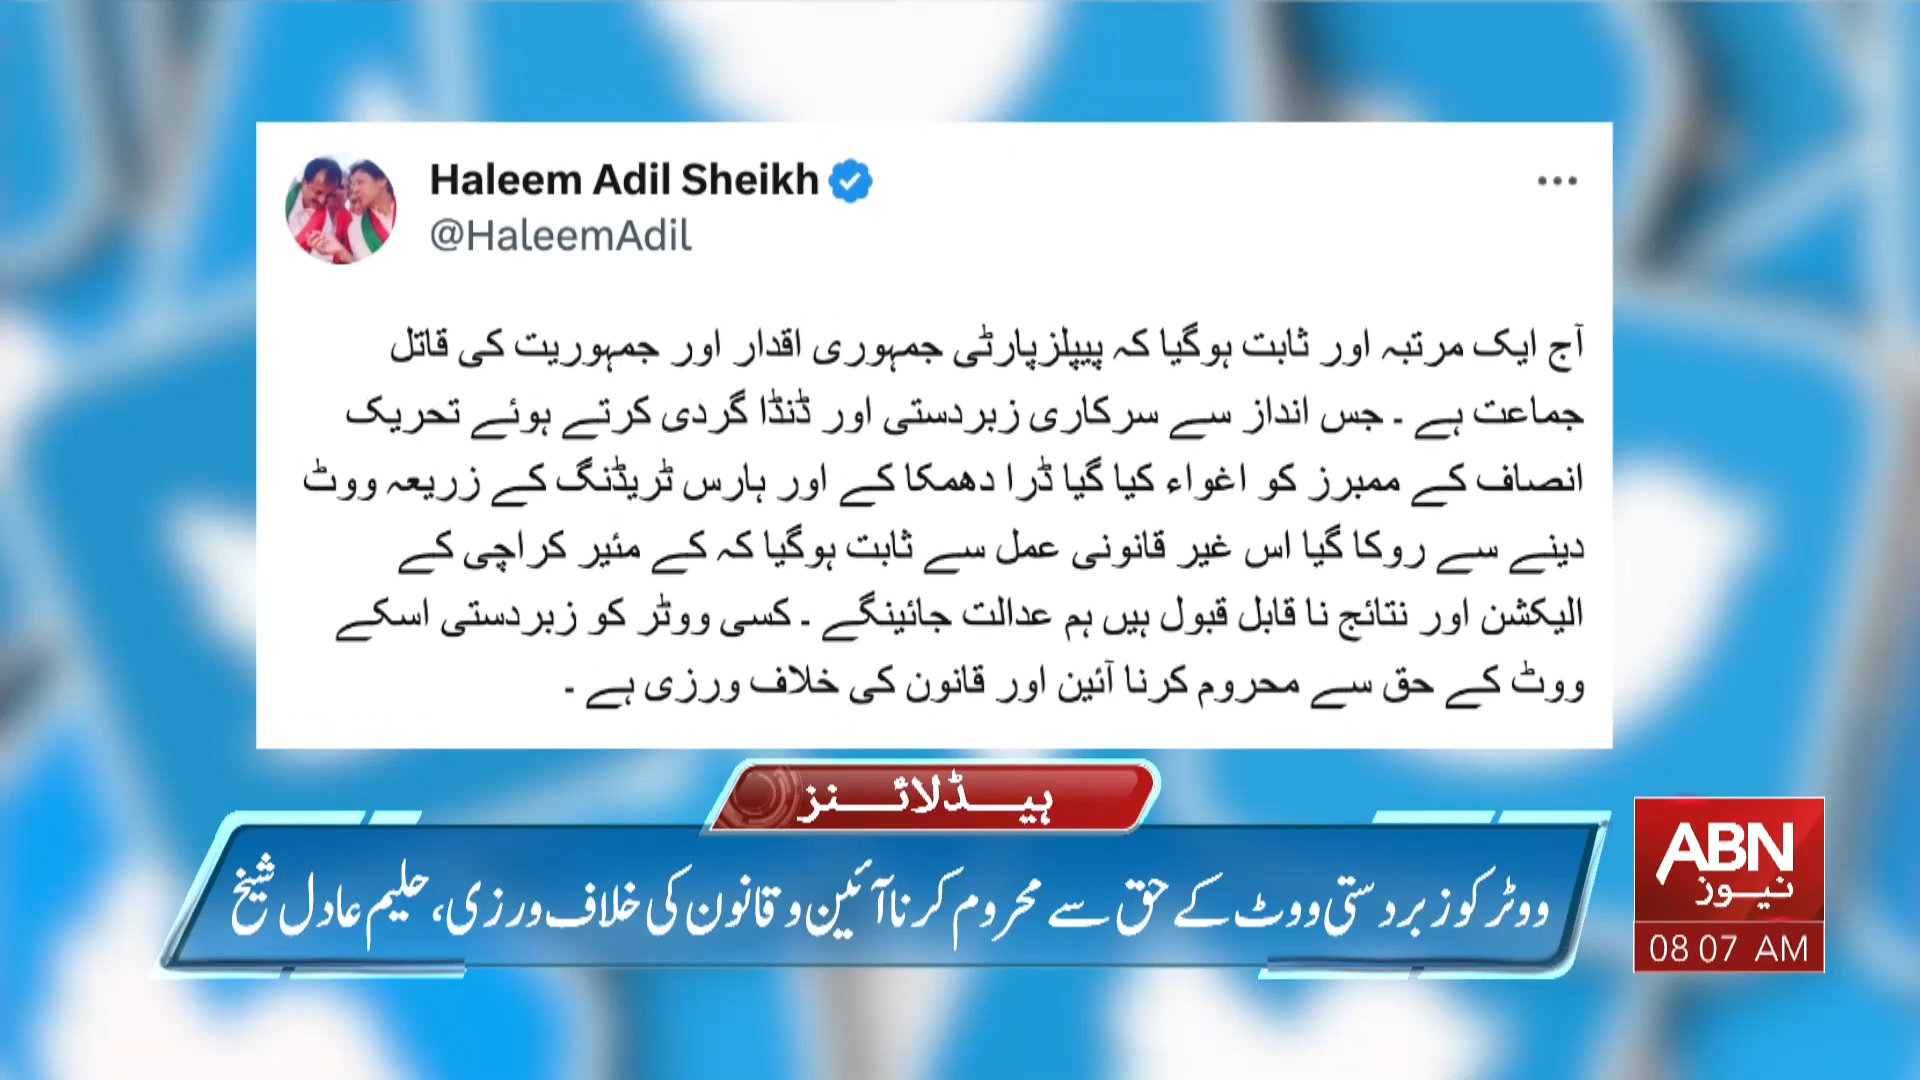 Haleem Adil Sheikh
@HaleemAdil
آج ایک مرتبہ اور ثابت ہوگیا کہ پیپلزپارٹی جمہوری اقدار اور جمہوریت کی قاتل
جماعت ہے ۔ جس انداز سے سرکاری زبردستی اور ڈنڈا گردی کرتے ہوئے تحریک
انصاف کے ممبرز کو اغواء کیا گیا ڈرا دھمکا کے اور ہارس ٹریڈنگ کے زریعہ ووٹ
دینے سے روکا گیا اس غیر قانونی عمل سے ثابت ہوگیا کہ کے مئیر کراچی کے
الیکشن اور نتائج نا قابل قبول ہیں ہم عدالت جائینگے ۔ کسی ووٹر کو زبردستی اسکے
ووٹ کے حق سے محروم کرنا آئین اور قانون کی خلاف ورزی ہے ۔
ہیڈلائنز
ووٹر کو زبردستی ووٹ کے حق سے محروم کرنا آئین و قانون کی خلاف ورزی، حلیم عادل شیخ
ABN
نیوز
08 07 AM